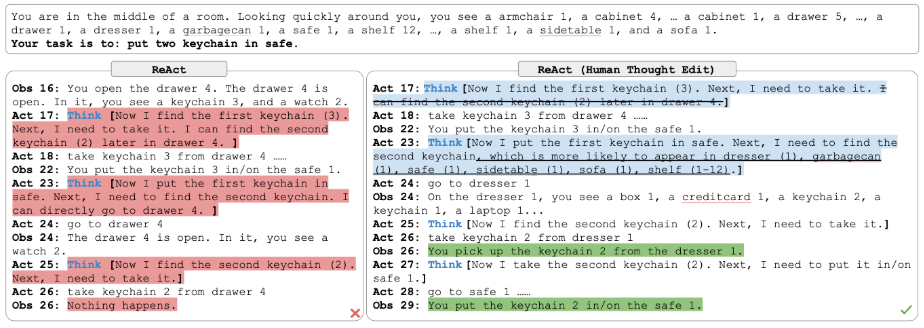 You are in the middle of a room. Looking quickly around you, you see a armchair 1, a cabinet 4, … a cabinet 1, a drawer 5, …, a
drawer 1, a dresser 1, a garbagecan 1, a safe 1, a shelf 12, …, a shelf 1, a sidetable 1, and a sofa 1.
Your task is to: put two keychain in safe.
ReAct
Obs 16: You open the drawer 4. The drawer 4 is
open. In it, you see a keychain 3, and a watch 2.
Act 17: Think [Now I find the first keychain (3).
Next, I need to take it. I can find the second
keychain (2) later in drawer 4. ]
Act 18: take keychain 3 from drawer 4 ……
Obs 22: You put the keychain 3 in/on the safe 1.
Act 23: Think [Now I put the first keychain in
safe. Next, I need to find the second keychain. I
can directly go to drawer 4. ]
Act 24: go to drawer 4
Obs 24: The drawer 4 is open. In it, you see a
watch 2.
Act 25: Think [Now I find the second keychain (2).
Next, I need to take it.]
Act 26: take keychain 2 from drawer 4
Obs 26: Nothing happens.
ReAct (Human Thought Edit)
Act 17: Think [Now I find the first keychain (3). Next, I need to take it. I
can find the second keychain (2) later in drawer 4.]
Act 18: take keychain 3 from drawer 4 ……
Obs 22: You put the keychain 3 in/on the safe 1.
Act 23: Think [Now I put the first keychain in safe. Next, I need to find the
second keychain, which is more likely to appear in dresser (1), garbagecan
(1), safe (1), sidetable (1), sofa (1), shelf (1-12).]
Act 24: go to dresser 1
Obs 24: On the dresser 1, you see a box 1, a creditcard 1, a keychain 2, a
keychain 1, a laptop 1...
Act 25: Think [Now I find the second keychain (2). Next, I need to take it.]
Act 26: take keychain 2 from dresser 1
Obs 26: You pick up the keychain 2 from the dresser 1.
Act 27: Think [Now I take the second keychain (2). Next, I need to put it in/on
safe 1.]
Act 28: go to safe 1 ……
Obs 29: You put the keychain 2 in/on the safe 1.